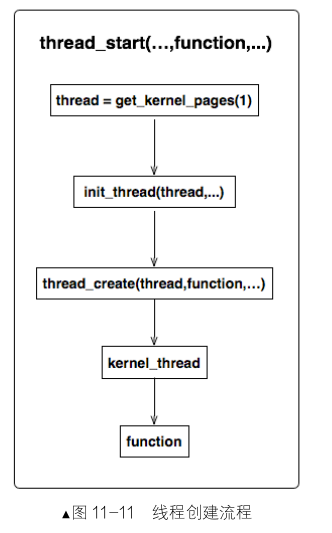 thread_start(…,function,...)
thread = get_kernel_pages(1)
init_thread(thread,...)
thread_create(thread,function,…)
kernel_thread
function
▲图 11–11 线程创建流程